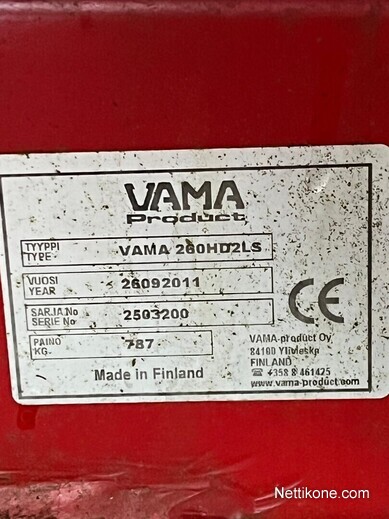 VAMA
Product
TYYPPI
TYPE
VAMA 260HD2LS
VUOSI
YEAR
26092011
SARJA No
SERIE No
2503200
PAINO
KG.
787
CE
Made in Finland
VAMA-product Oy
84100 Ylivieska
FINLAND
☎ +358 8 461425
www.vama-product.com
Nettikone.com